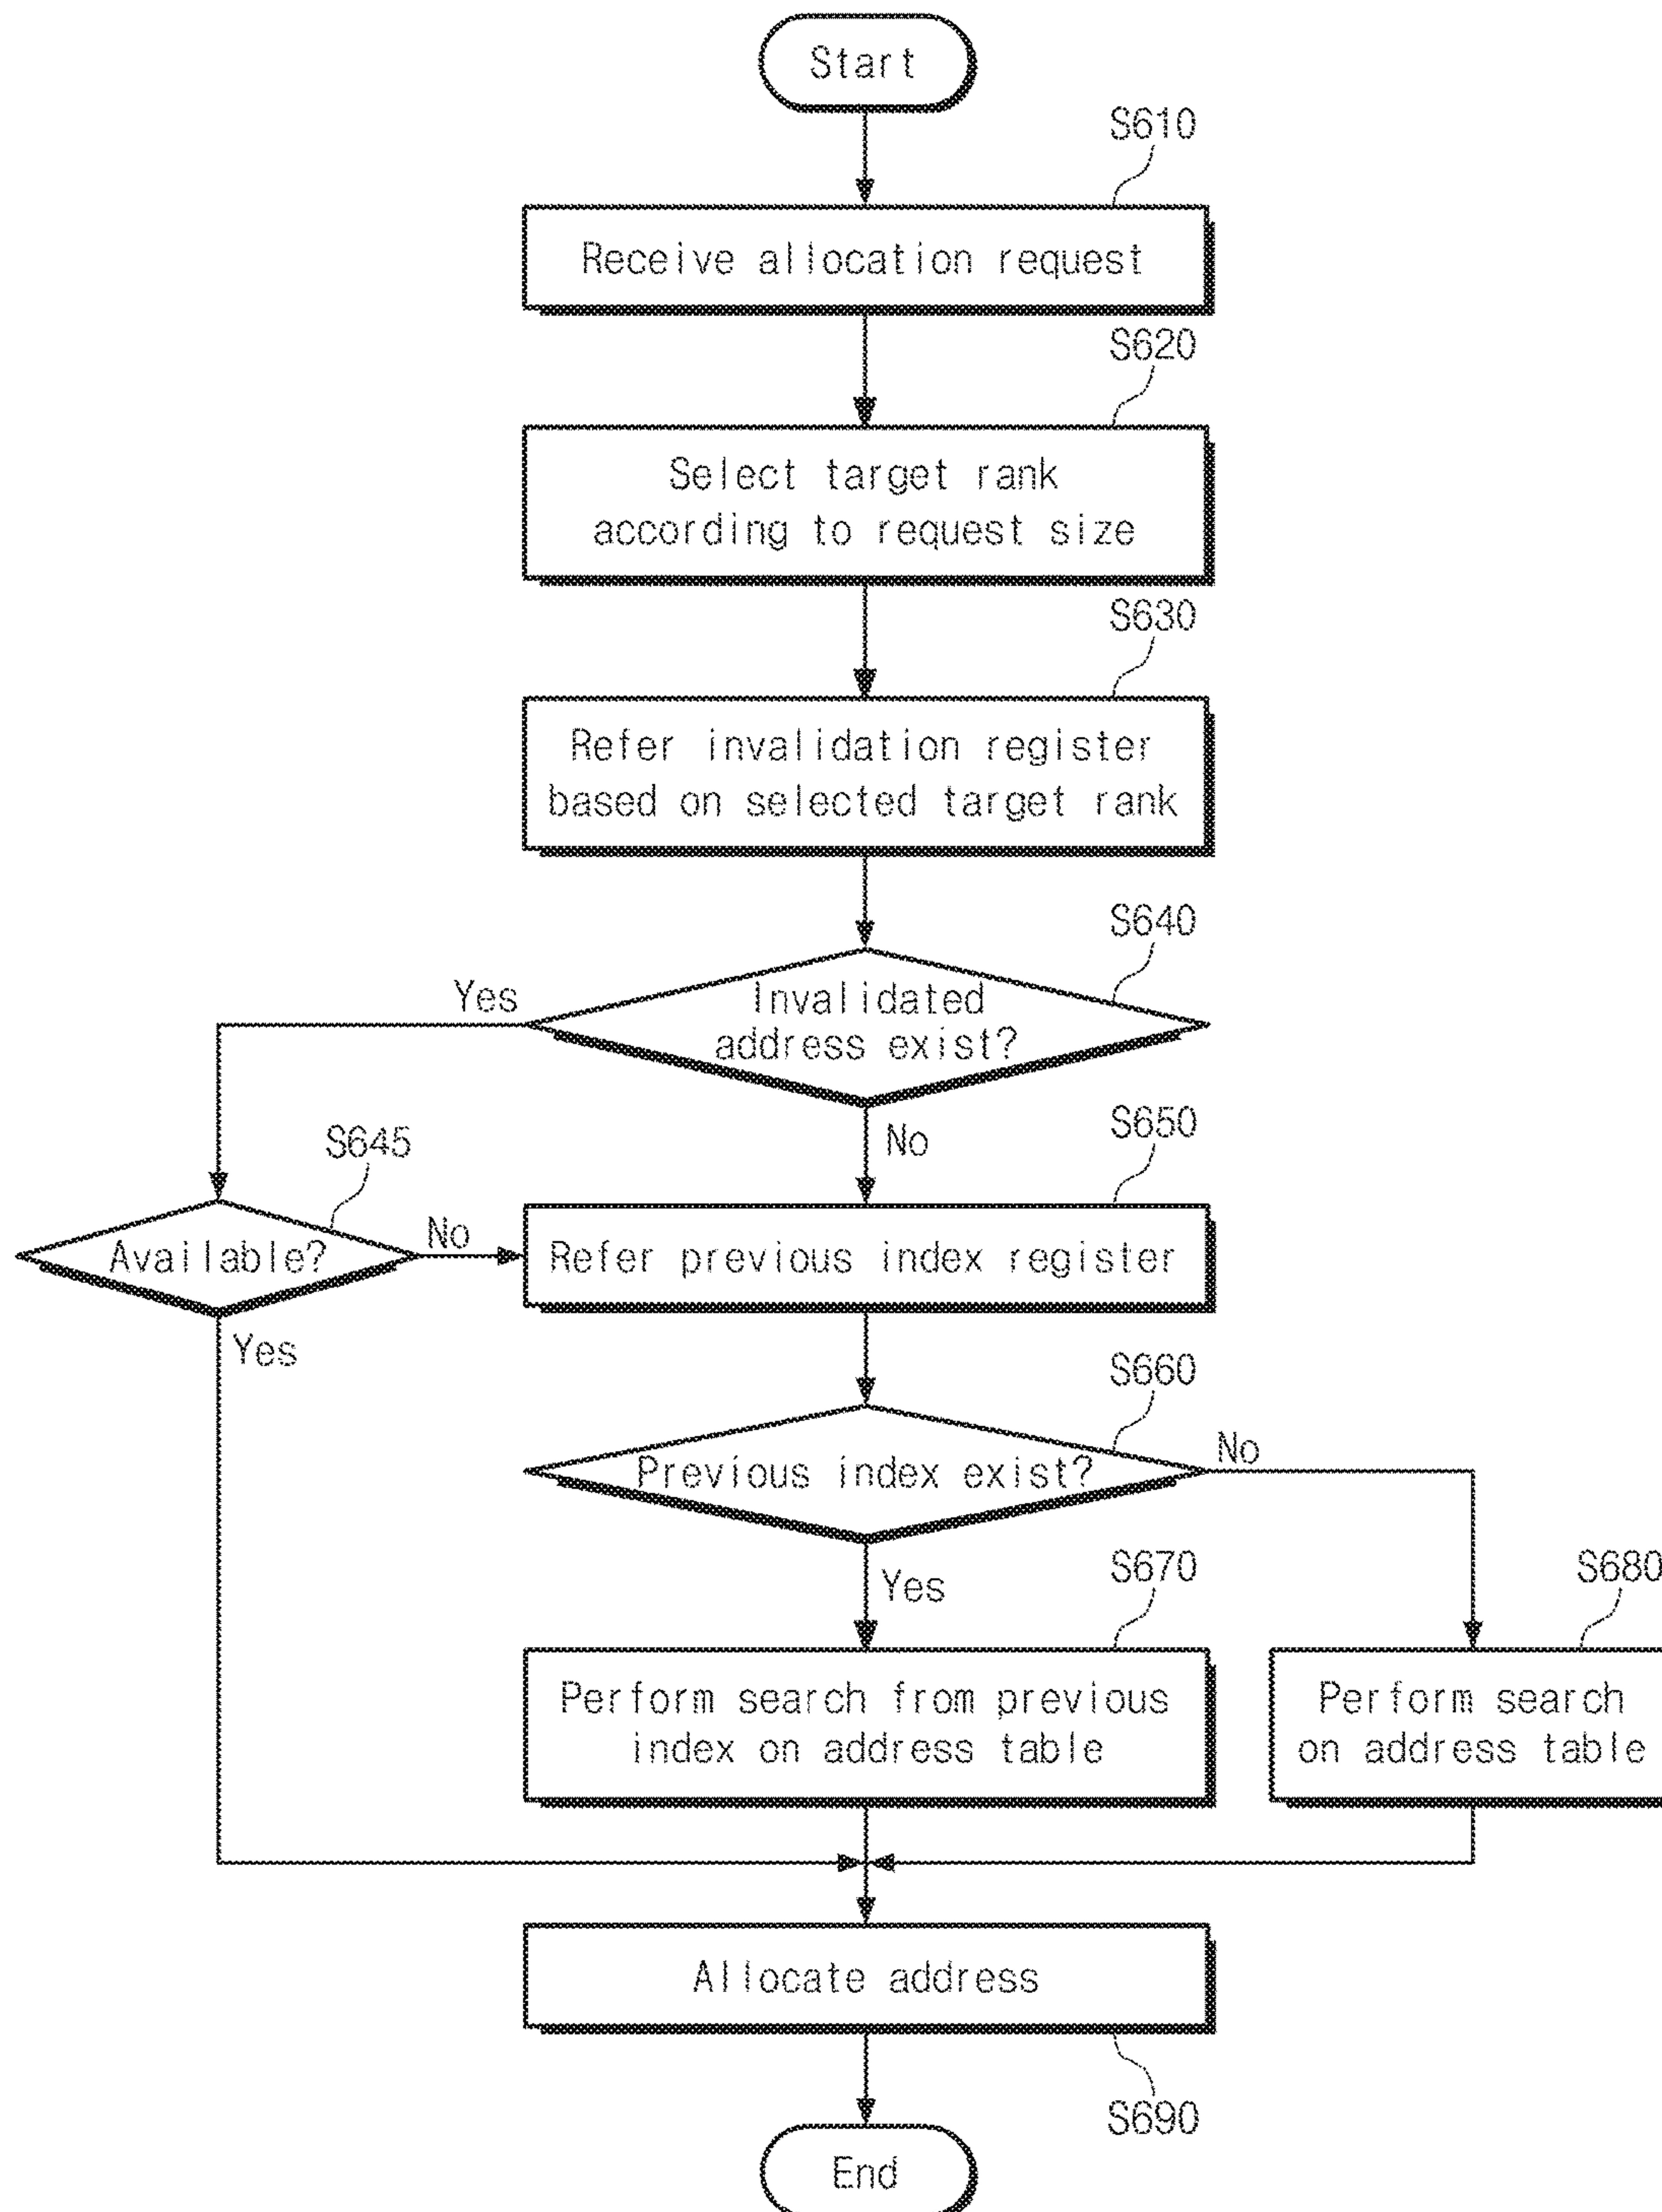 Start
S610
Receive allocation request
S620
Select target rank
according to request size
S630
Refer invalidation register
based on selected target rank
S640
Yes
Invalidated
address exist?
No
S645
S650
Available?
No
Refer previous index register
Yes
S660
Previous index exist?
No
Yes
S670
S680
Perform search from previous
index on address table
Perform search
on address table
Allocate address
S690
End